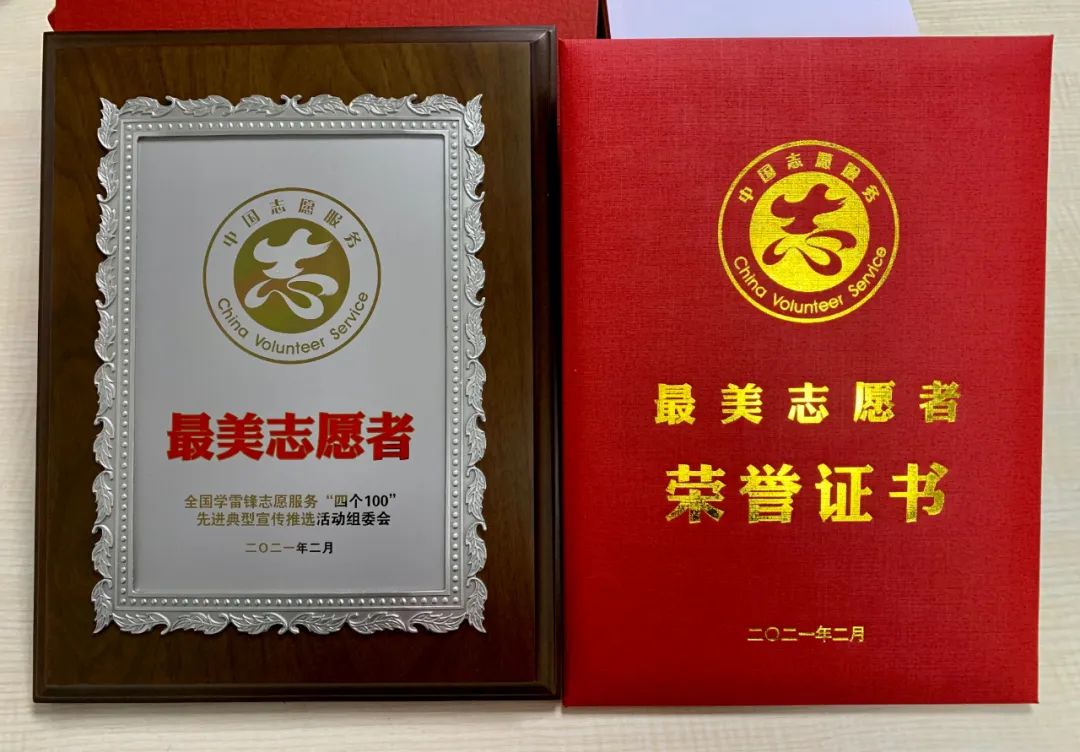 中国志愿服务
China Volunteer Service
最美志愿者
全国学雷锋志愿服务“四个100”
先进典型宣传推选活动组委会
二〇二一年二月
中国志愿服务
China Volunteer Service
最美志愿者
荣誉证书
二〇二一年二月